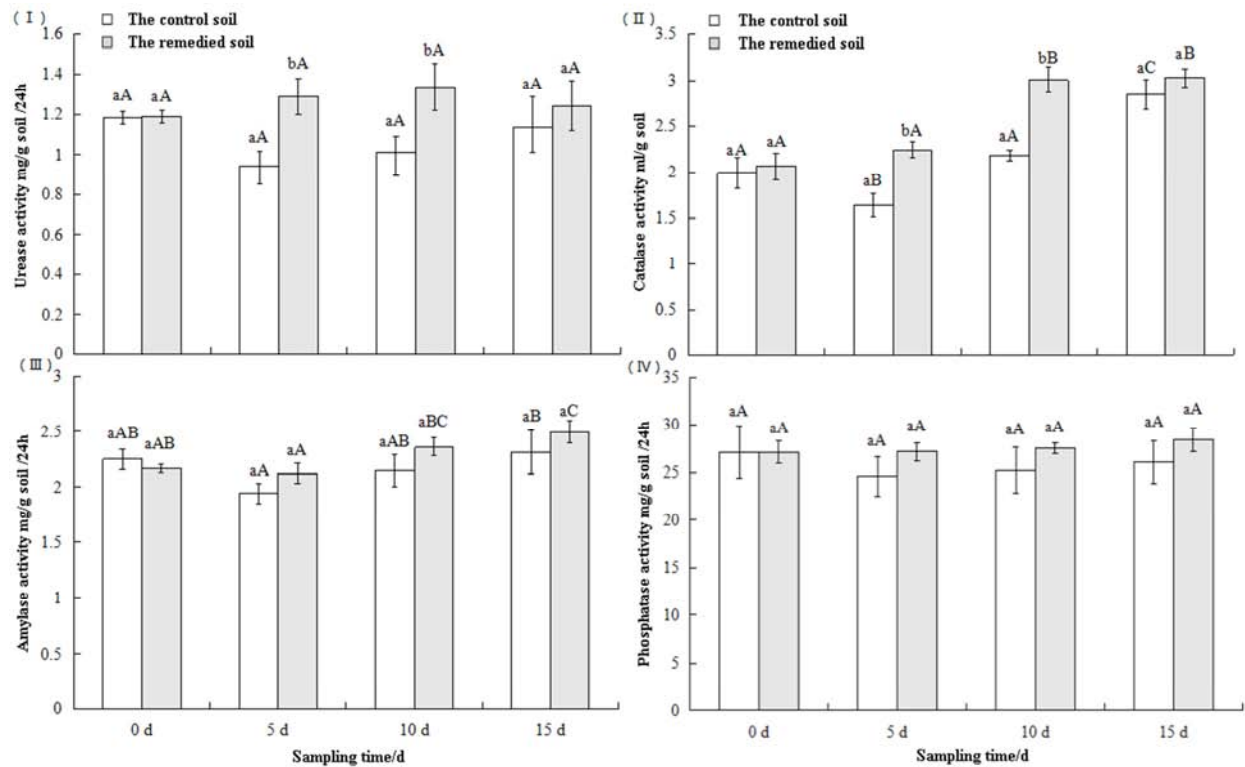 ( Ⅰ )
The control soil
The remedied soil
Urease activity mg/g soil /24h
1.6
1.4
1.2
1
0.8
0.6
0.4
0.2
0
aA aA
aA bA
aA bA
aA aA
( Ⅱ )
The control soil
The remedied soil
Catalase activity ml/g soil
3.5
3
2.5
2
1.5
1
0.5
0
aA aA
aB bA
aA bB
aC aB
( Ⅲ )
Amylase activity mg/g soil /24h
3
2.5
2
1.5
1
0.5
0
aAB aAB
aA aA
aAB aBC
aB aC
0 d 5 d 10 d 15 d
Sampling time/d
( Ⅳ )
Phosphatase activity mg/g soil /24h
35
30
25
20
15
10
5
0
aA aA
aA aA
aA aA
aA aA
0 d 5 d 10 d 15 d
Sampling time/d